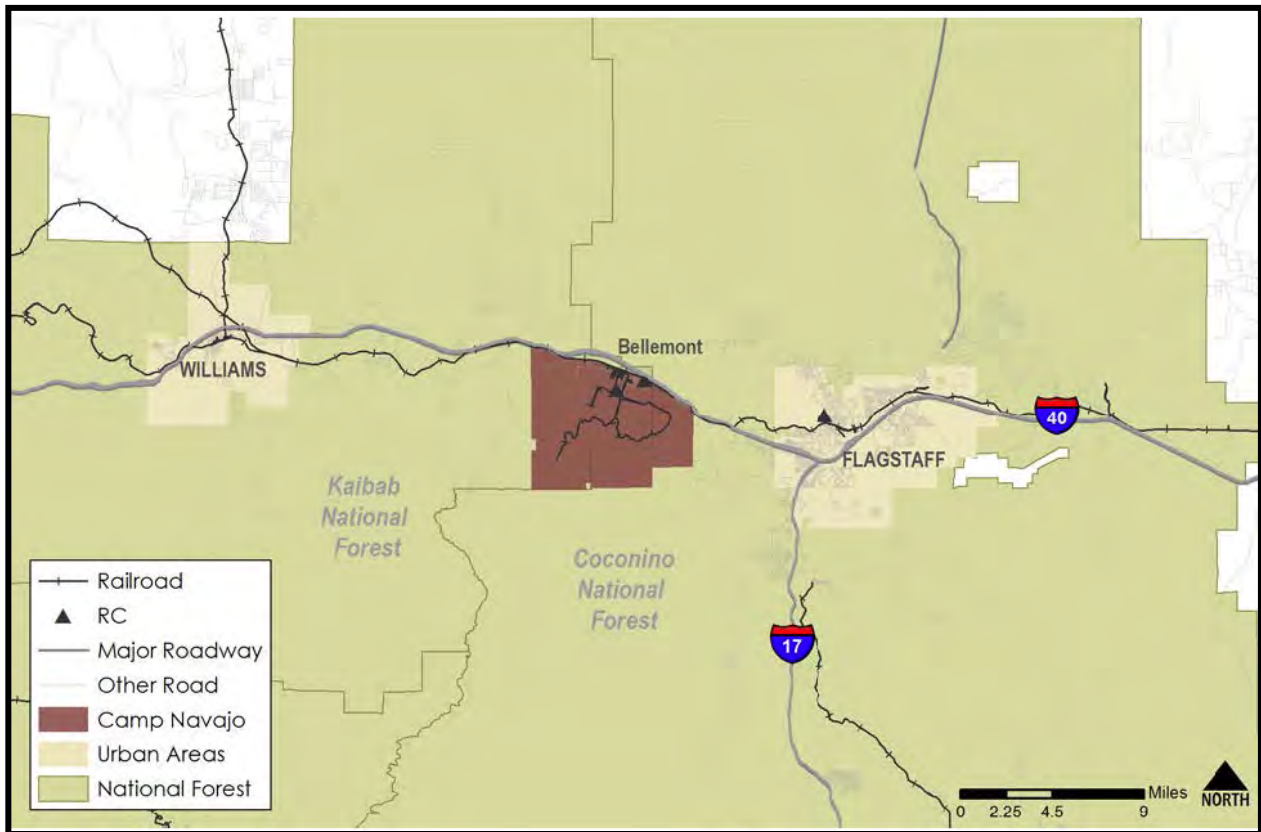 Bellemont
WILLIAMS
40
FLAGSTAFF
Kaibab
National
Forest
Coconino
National
Forest
17
Railroad
RC
Major Roadway
Other Road
Camp Navajo
Urban Areas
National Forest
Miles
NORTH
0 2.25 4.5 9